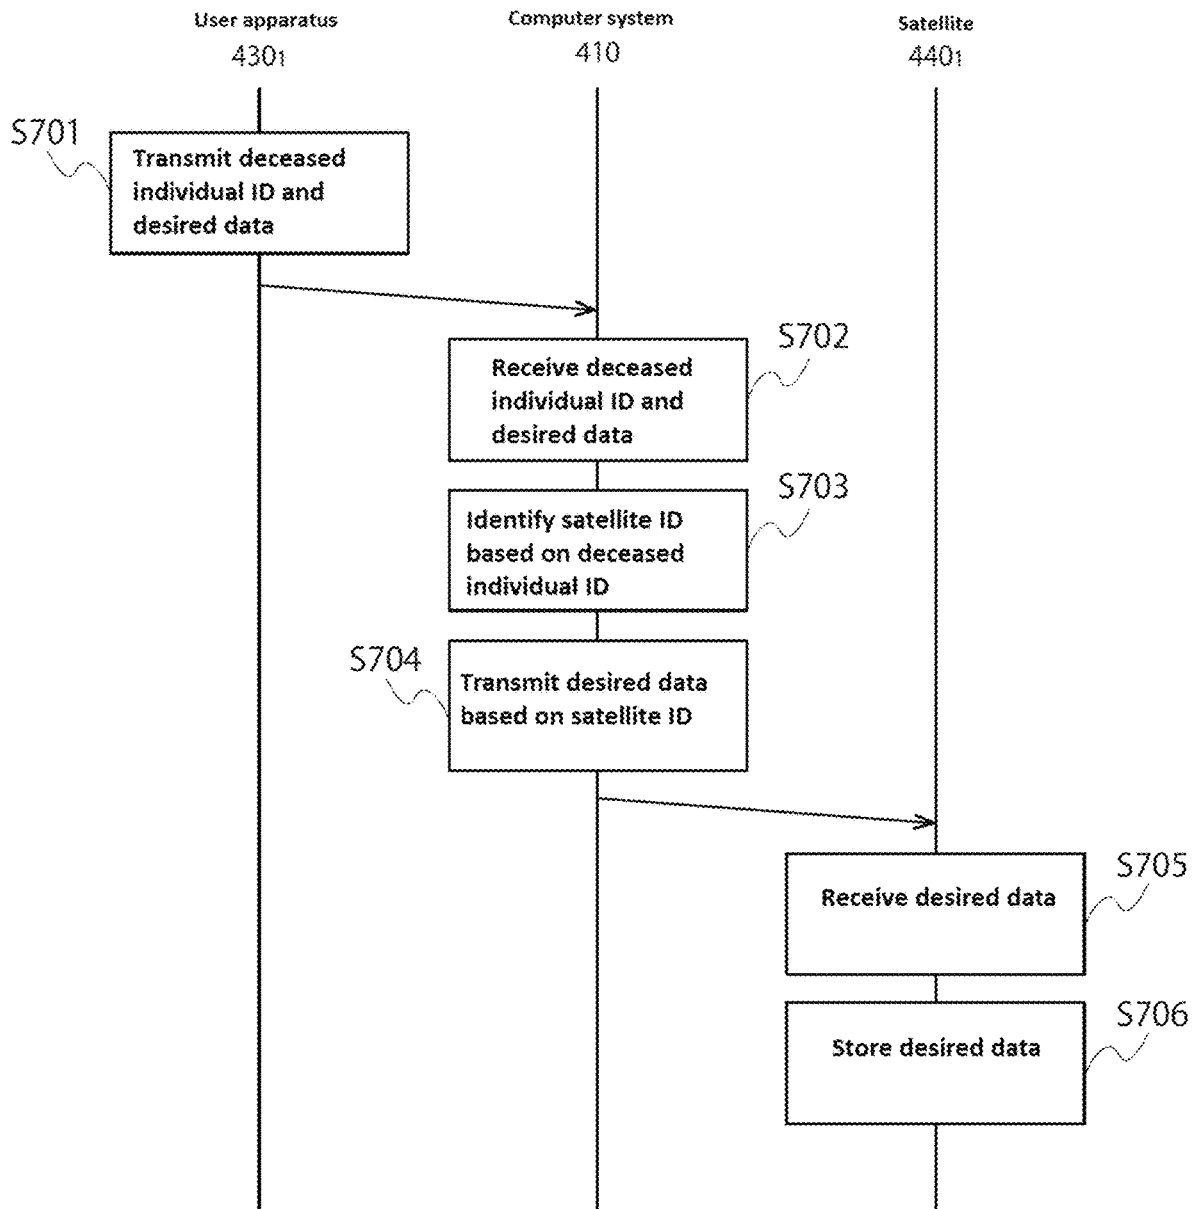 User apparatus
430₁
Computer system
410
Satellite
440₁
S701
Transmit deceased
individual ID and
desired data
S702
Receive deceased
individual ID and
desired data
S703
Identify satellite ID
based on deceased
individual ID
S704
Transmit desired data
based on satellite ID
S705
Receive desired data
S706
Store desired data